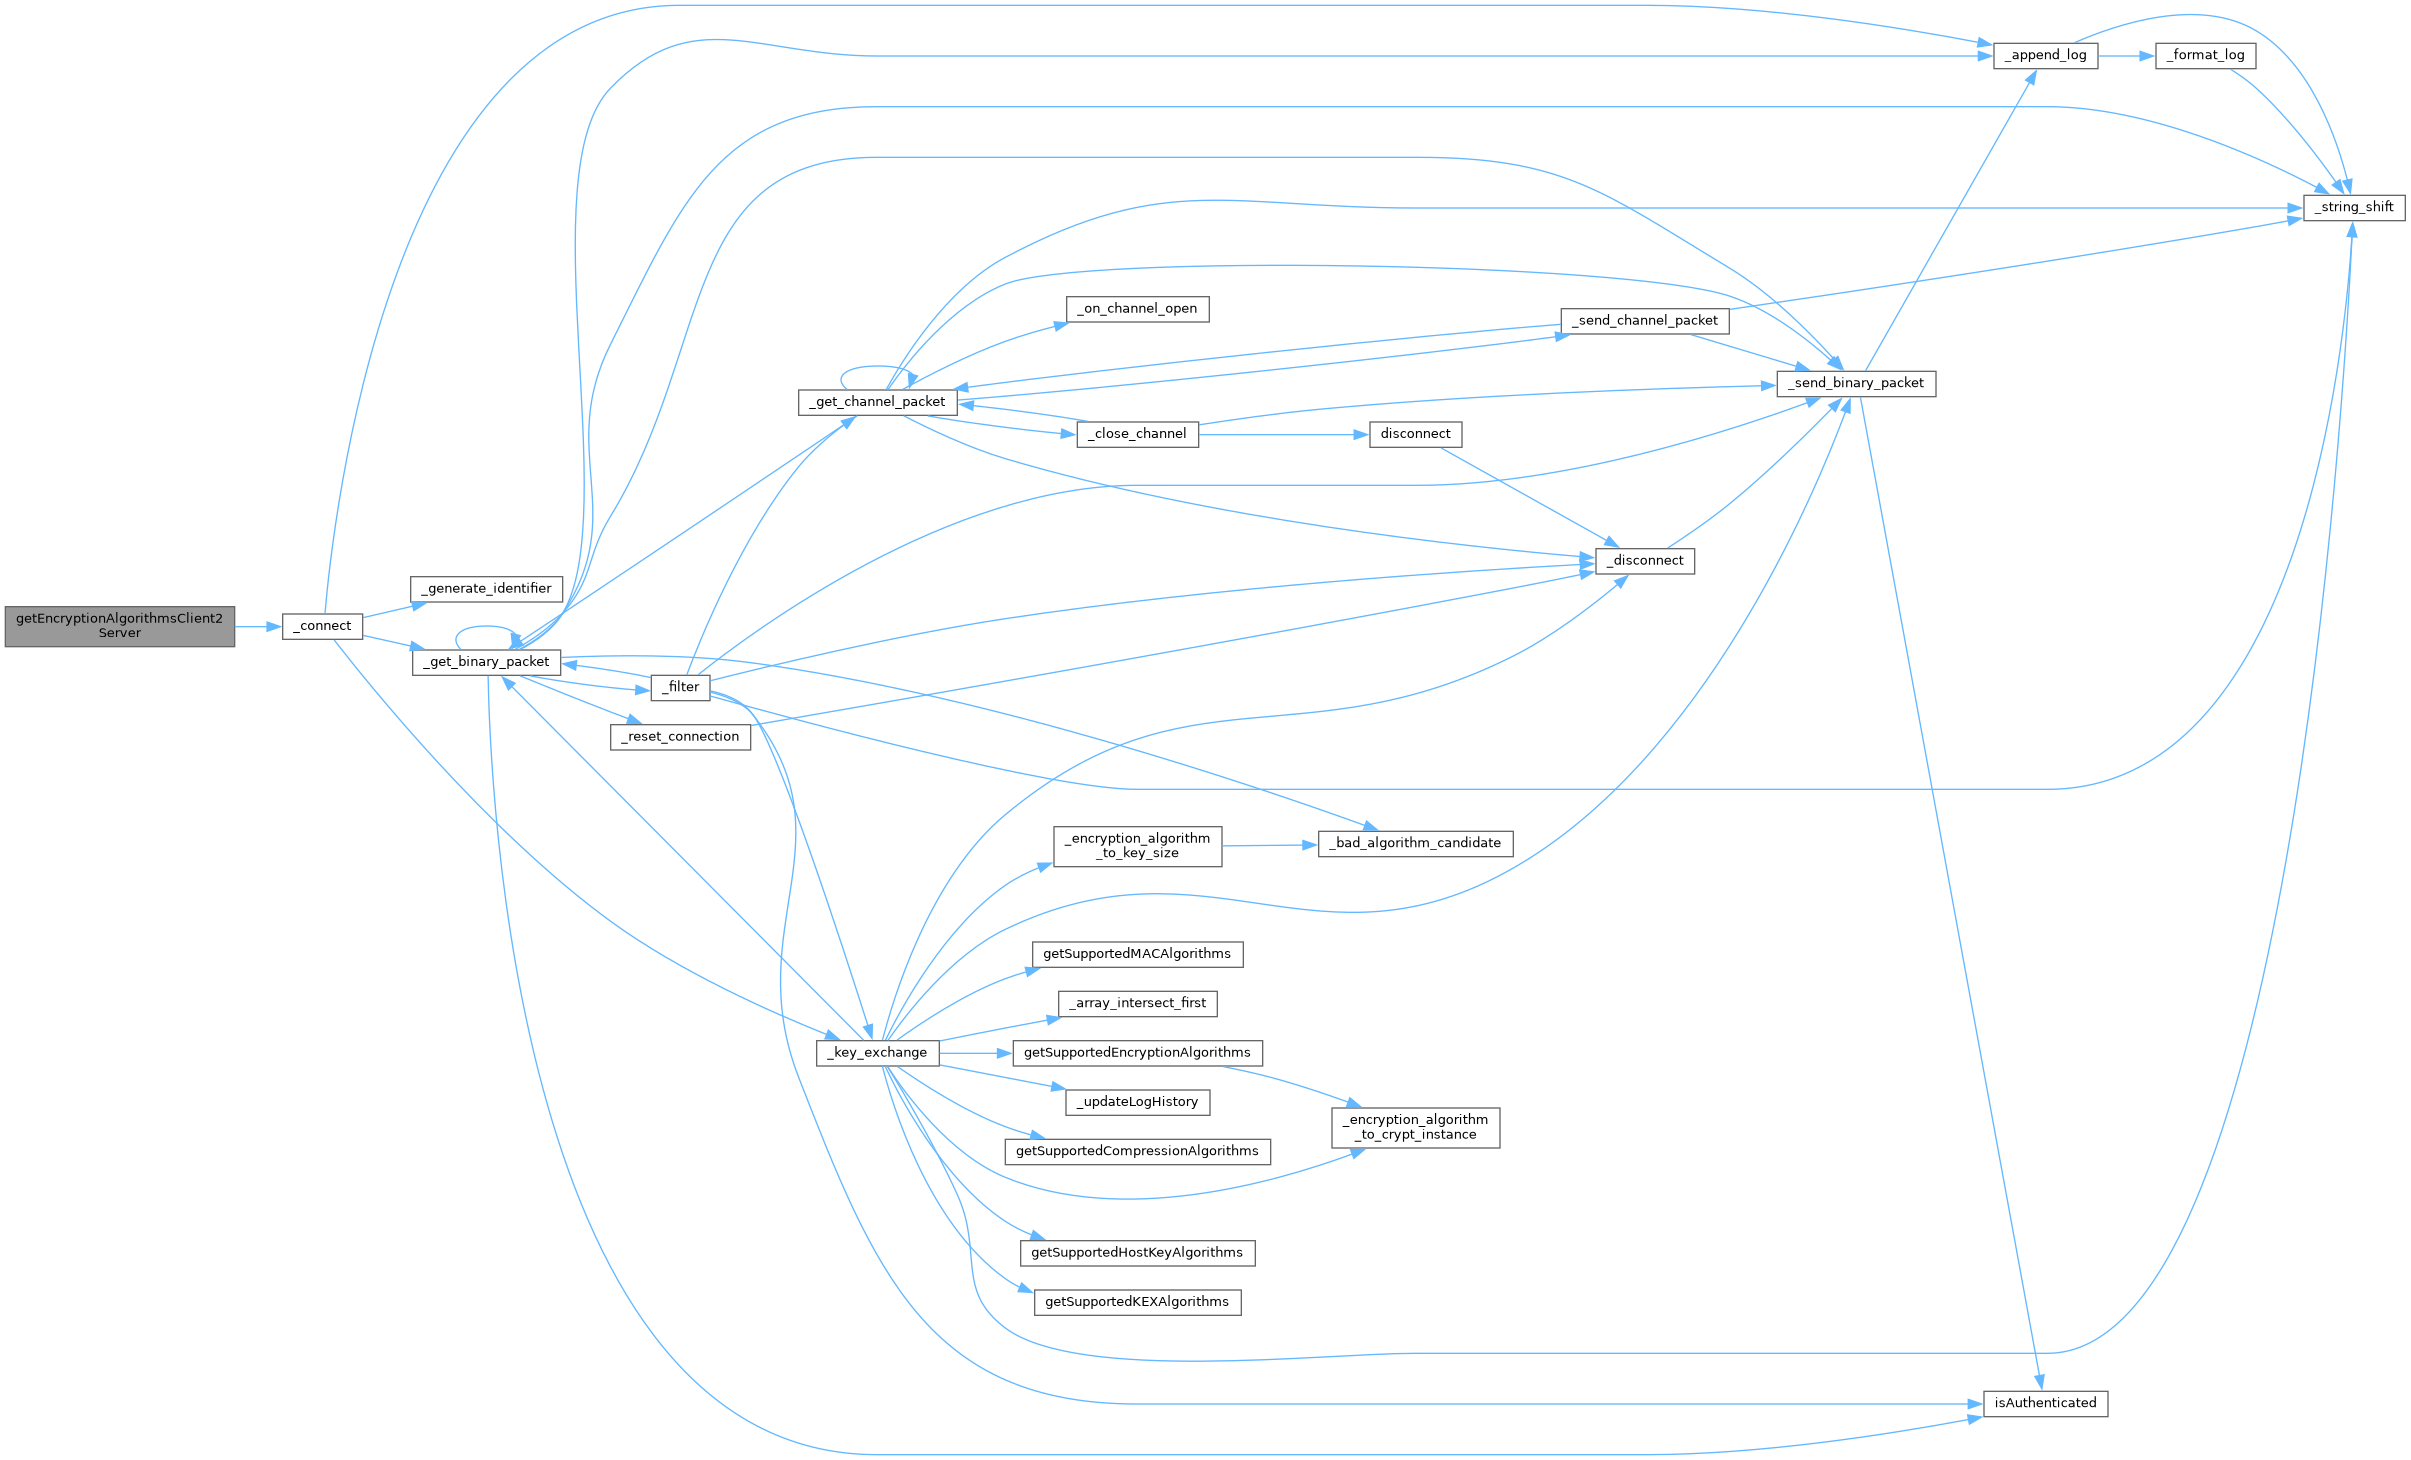 _append_log
_format_log
_string_shift
_on_channel_open
_send_channel_packet
_send_binary_packet
_get_channel_packet
_close_channel
disconnect
_disconnect
_generate_identifier
getEncryptionAlgorithmsClient2
Server
_connect
_get_binary_packet
_filter
_reset_connection
_encryption_algorithm
_to_key_size
_bad_algorithm_candidate
getSupportedMACAlgorithms
_array_intersect_first
_key_exchange
getSupportedEncryptionAlgorithms
_updateLogHistory
_encryption_algorithm
_to_crypt_instance
getSupportedCompressionAlgorithms
getSupportedHostKeyAlgorithms
getSupportedKEXAlgorithms
isAuthenticated